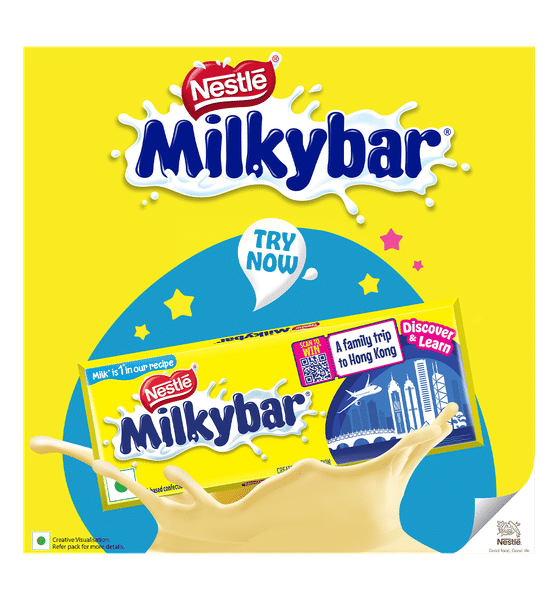 Nestlé®
Milkybar®
TRY
NOW
Milkybar
SCAN TO
WIN
A family trip
to Hong Kong
Discover
& Learn
Milk* is 1st in our recipe
Nestlé
Milkybar
Creative Visualisation.
Refer pack for more details.
Nestlé
Good food, Good life